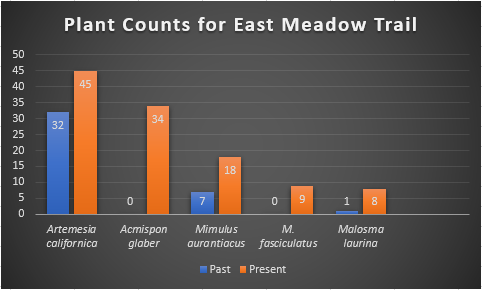 Plant Counts for East Meadow Trail
50
45
40
35
30
25
20
15
10
5
0
32
45
0
34
7
18
0
9
1
8
Artemesia
californica
Acmispon
glaber
Mimulus
aurantiacus
M.
fasciculatus
Malosma
laurina
Past
Present